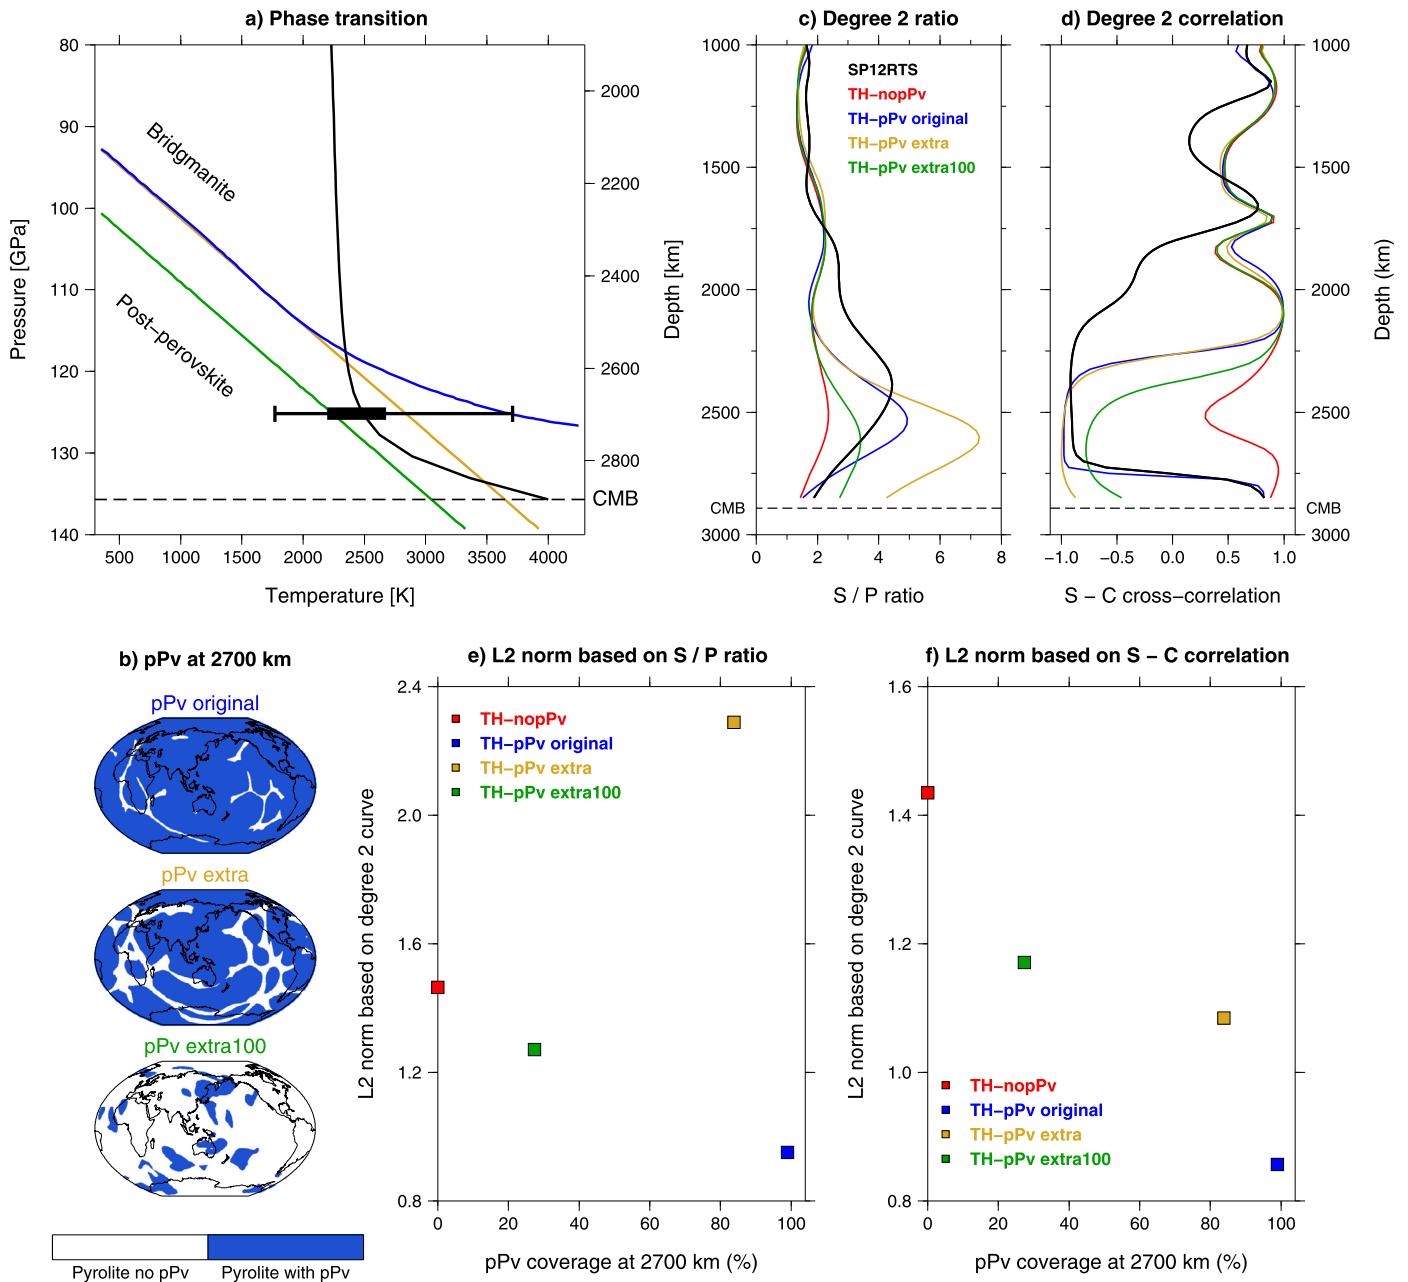 a) Phase transition
80
90
100
110
120
130
140
Pressure [GPa]
2000
2200
2400
2600
2800
CMB
Depth [km]
Bridgmanite
Post−perovskite
500
1000
1500
2000
2500
3000
3500
4000
Temperature [K]
c) Degree 2 ratio
1000
1500
2000
2500
CMB
3000
SP12RTS
TH−nopPv
TH−pPv original
TH−pPv extra
TH−pPv extra100
0
2
4
6
8
S / P ratio
d) Degree 2 correlation
1000
1500
2000
2500
CMB
3000
Depth (km)
−1.0
−0.5
0.0
0.5
1.0
S − C cross−correlation
b) pPv at 2700 km
pPv original
pPv extra
pPv extra100
Pyrolite no pPv
Pyrolite with pPv
e) L2 norm based on S / P ratio
2.4
2.0
1.6
1.2
0.8
L2 norm based on degree 2 curve
TH−nopPv
TH−pPv original
TH−pPv extra
TH−pPv extra100
0
20
40
60
80
100
pPv coverage at 2700 km (%)
f) L2 norm based on S − C correlation
1.6
1.4
1.2
1.0
0.8
L2 norm based on degree 2 curve
TH−nopPv
TH−pPv original
TH−pPv extra
TH−pPv extra100
0
20
40
60
80
100
pPv coverage at 2700 km (%)